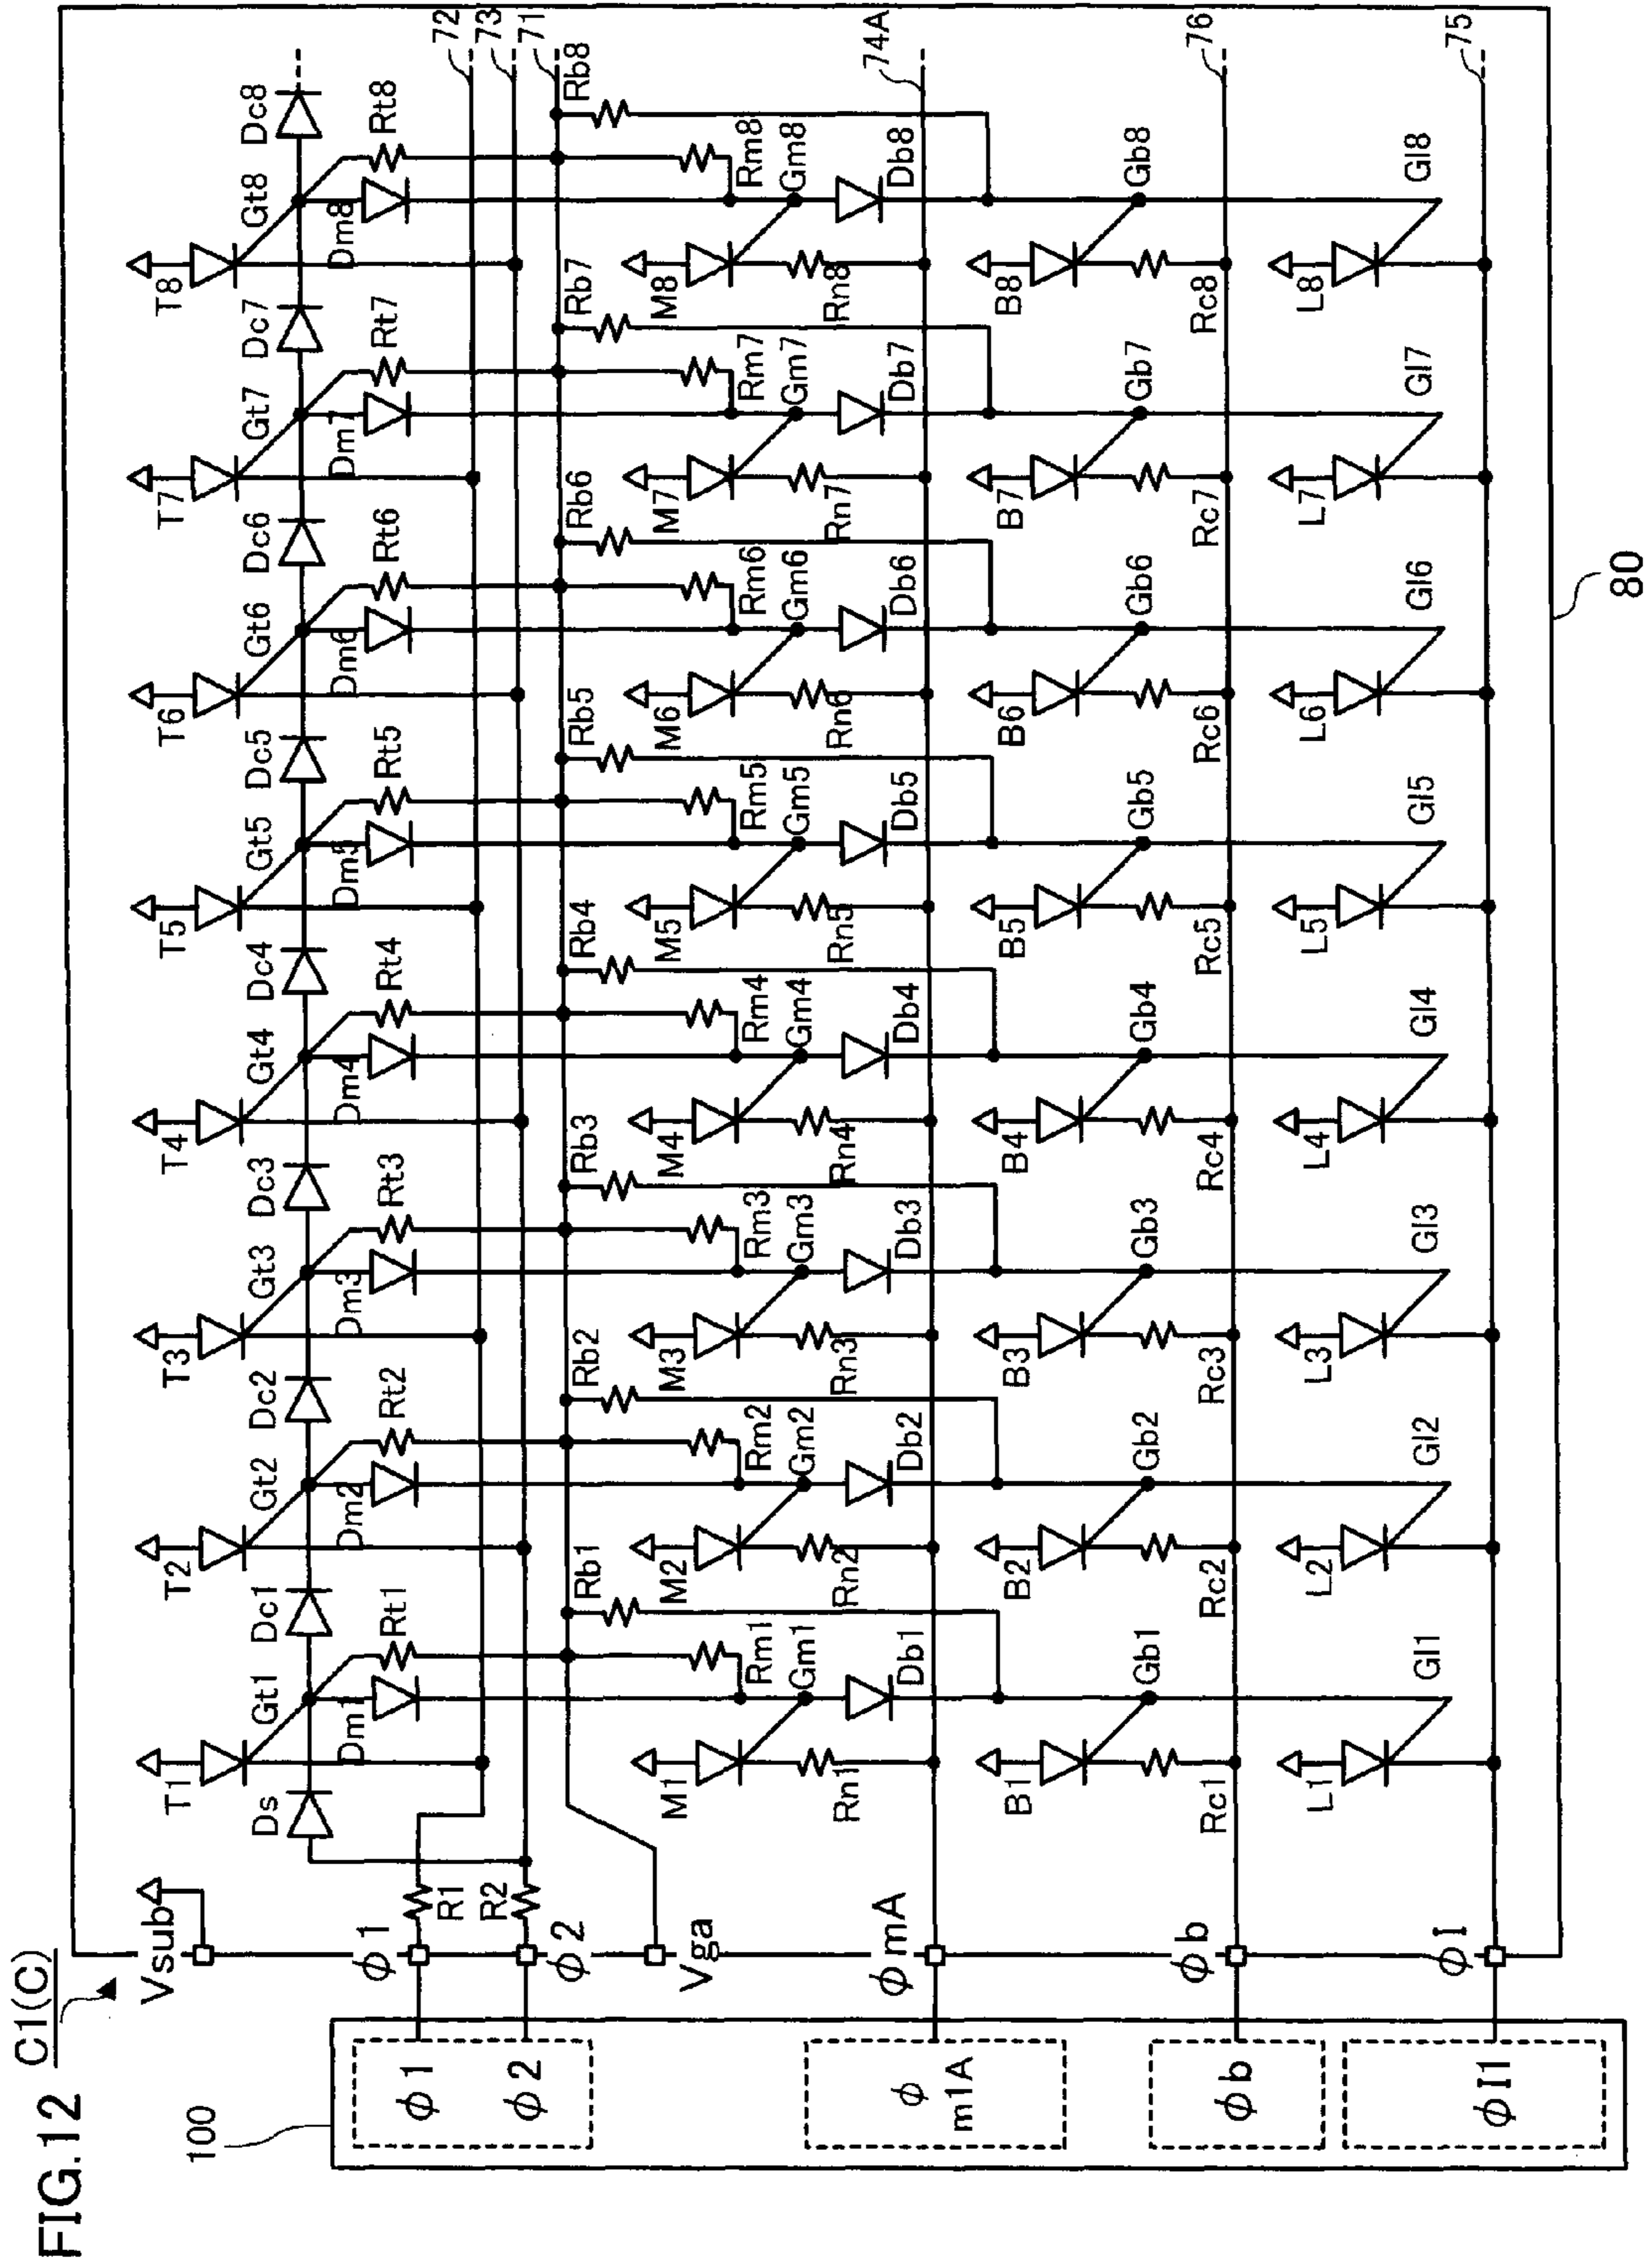 FIG.12
C1(C)
100
Vsub
ϕ1
ϕ2
Vga
ϕmA
ϕb
ϕI
ϕ1
ϕ2
ϕ
m1A
ϕb
ϕI1
R1
R2
Ds
T1 T2 T3 T4 T5 T6 T7 T8
Gt1 Gt2 Gt3 Gt4 Gt5 Gt6 Gt7 Gt8
Dc1 Dc2 Dc3 Dc4 Dc5 Dc6 Dc7 Dc8
Dm1 Dm2 Dm3 Dm4 Dm5 Dm6 Dm7 Dm8
Rt1 Rt2 Rt3 Rt4 Rt5 Rt6 Rt7 Rt8
72
73
71
Rb1 Rb2 Rb3 Rb4 Rb5 Rb6 Rb7 Rb8
M1 M2 M3 M4 M5 M6 M7 M8
Rm1 Rm2 Rm3 Rm4 Rm5 Rm6 Rm7 Rm8
Gm1 Gm2 Gm3 Gm4 Gm5 Gm6 Gm7 Gm8
Rn1 Rn2 Rn3 Rn4 Rn5 Rn6 Rn7 Rn8
Db1 Db2 Db3 Db4 Db5 Db6 Db7 Db8
74A
B1 B2 B3 B4 B5 B6 B7 B8
Gb1 Gb2 Gb3 Gb4 Gb5 Gb6 Gb7 Gb8
Rc1 Rc2 Rc3 Rc4 Rc5 Rc6 Rc7 Rc8
76
L1 L2 L3 L4 L5 L6 L7 L8
Gl1 Gl2 Gl3 Gl4 Gl5 Gl6 Gl7 Gl8
75
80